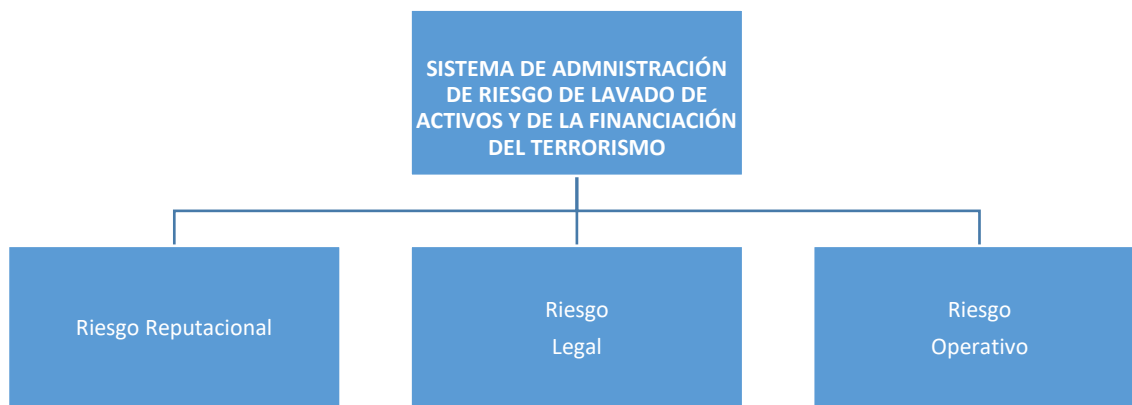 SISTEMA DE ADMNISTRACIÓN
DE RIESGO DE LAVADO DE
ACTIVOS Y DE LA FINANCIACIÓN
DEL TERRORISMO
Riesgo Reputacional
Riesgo
Legal
Riesgo
Operativo